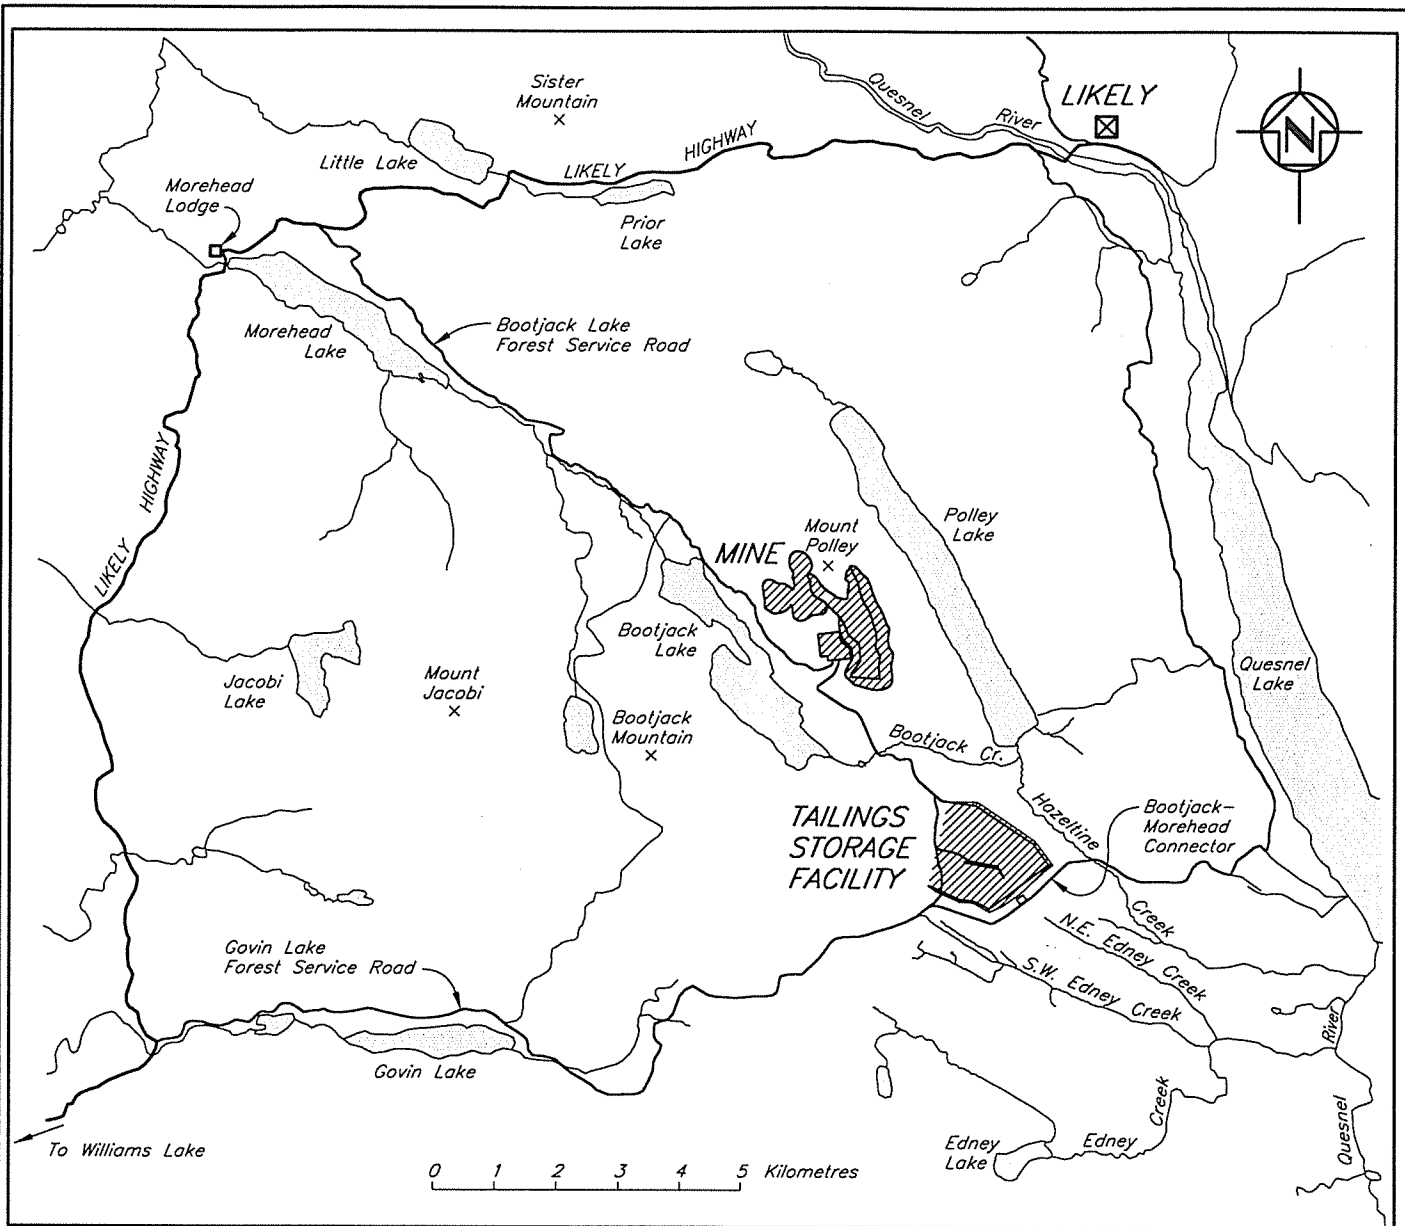 Sister
Mountain
Quesnel
River
LIKELY
N
Little Lake
LIKELY
HIGHWAY
Morehead
Lodge
Prior
Lake
Morehead
Lake
Bootjack Lake
Forest Service Road
LIKELY
HIGHWAY
Polley
Lake
Mount
Polley
MINE
Bootjack
Lake
Quesnel
Lake
Jacobi
Lake
Mount
Jacobi
Bootjack
Mountain
Bootjack Cr.
Hazeltine
Creek
Bootjack-
Morehead
Connector
TAILINGS
STORAGE
FACILITY
N.E. Edney Creek
S.W. Edney Creek
Govin Lake
Forest Service Road
Govin Lake
Quesnel
River
Edney
Creek
Edney
Lake
To Williams Lake
0 1 2 3 4 5 Kilometres